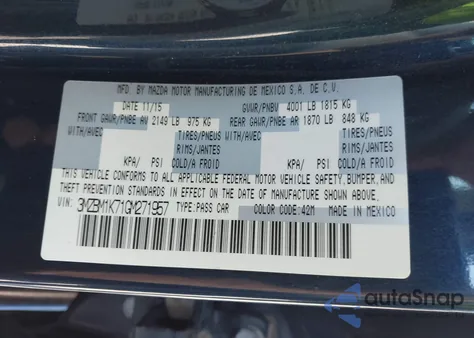 MFD. BY MAZDA MOTOR MANUFACTURING DE MEXICO S.A. DE C.V.
DATE 11/15 GVWR/PNBV 4001 LB 1815 KG
FRONT GAWR/PNBE AV 2149 LB 975 KG REAR GAWR/PNBE AR 1870 LB 848 KG
WITH/AVEC TIRES/PNEUS WITH/AVEC TIRES/PNEUS
RIMS/JANTES RIMS/JANTES
KPA/ PSI COLD/A FROID KPA/ PSI COLD/A FROID
THIS VEHICLE CONFORMS TO ALL APPLICABLE FEDERAL MOTOR VEHICLE SAFETY, BUMPER, AND
THEFT PREVENTION STANDARDS IN EFFECT ON THE DATE OF MANUFACTURE SHOWN ABOVE.
VIN: 3MZBM1K71GM271957 TYPE:PASS CAR COLOR CODE:42M MADE IN MEXICO
autoSnap